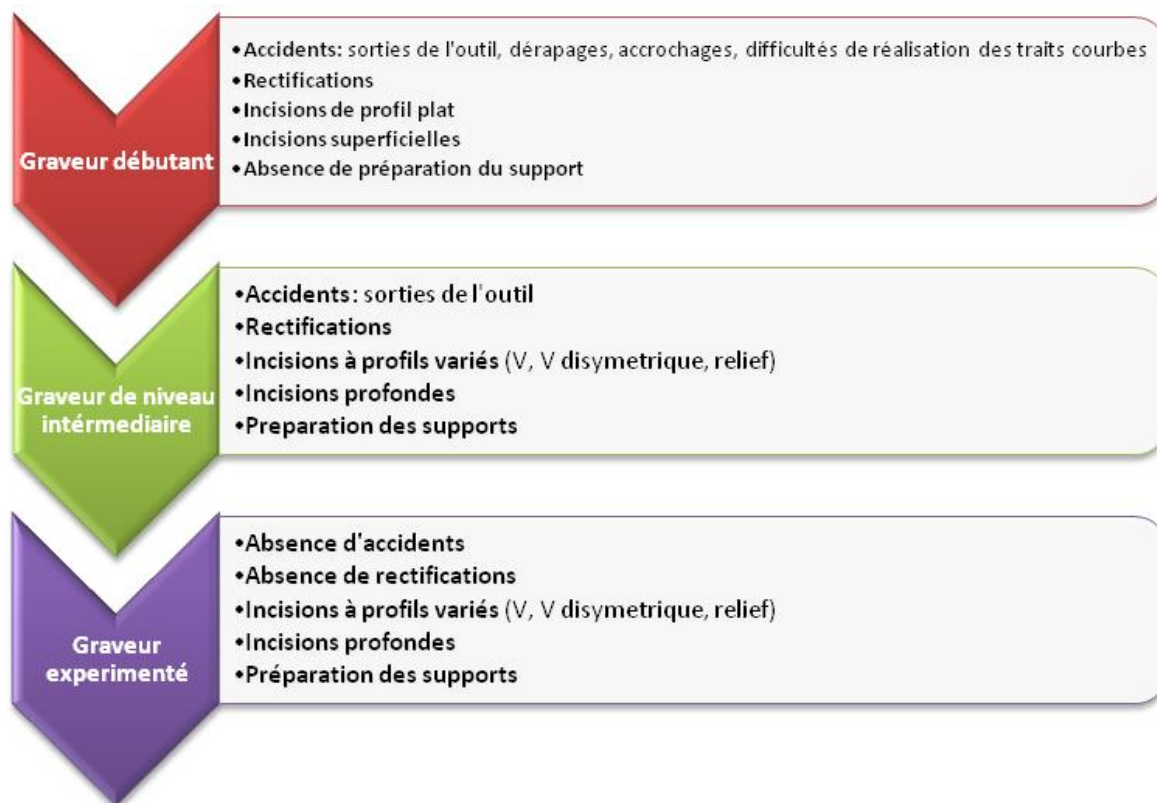 Graveur débutant
•Accidents: sorties de l'outil, dérapages, accrochages, difficultés de réalisation des traits courbes
•Rectifications
•Incisions de profil plat
•Incisions superficielles
•Absence de préparation du support
Graveur de niveau
intérmediaire
•Accidents: sorties de l'outil
•Rectifications
•Incisions à profils variés (V, V disymetrique, relief)
•Incisions profondes
•Preparation des supports
Graveur
experimenté
•Absence d'accidents
•Absence de rectifications
•Incisions à profils variés (V, V disymetrique, relief)
•Incisions profondes
•Préparation des supports